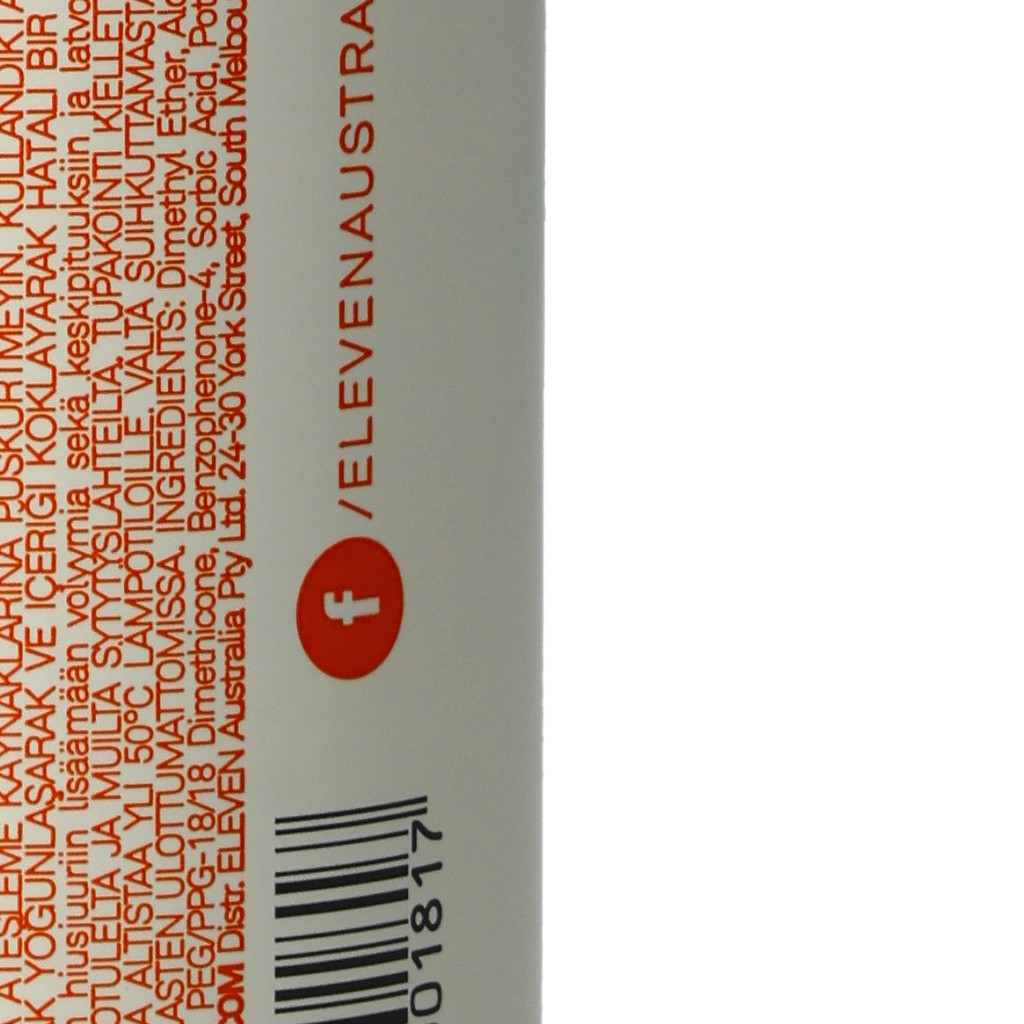 ATEŞLEME KAYNAKLARINA PÜSKÜRTMEYİN. KULLANDIKTA
K YOĞUNLAŞARAK VE İÇERİĞİ KOKLAYARAK HATALI BİR
hiusjuuriin lisäämään volyymia sekä keskipituuksiin ja latvo
OTULELTA JA MUILTA SYTYTYSLÄHTEILTÄ. TUPAKOINTI KIELLET
A ALTISTAA YLI 50°C LÄMPÖTILOILLE. VÄLTÄ SUIHKUTTAMASTA
ASTEN ULOTTUMATTOMISSA. INGREDIENTS: Dimethyl Ether, Alc
PEG/PPG-18/18 Dimethicone, Benzophenone-4, Sorbic Acid, Pot
COM Distr. ELEVEN Australia Pty Ltd. 24-30 York Street, South Melbou
f /ELEVENAUSTRA
01817